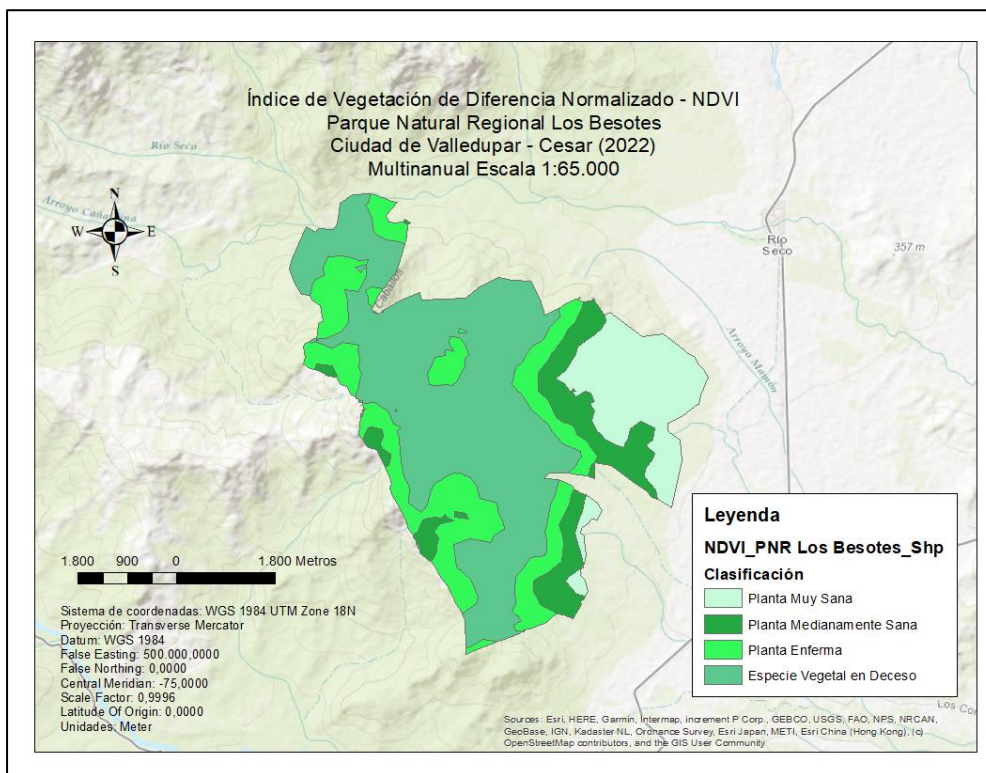 Índice de Vegetación de Diferencia Normalizado - NDVI
Parque Natural Regional Los Besotes
Ciudad de Valledupar - Cesar (2022)
Multinanual Escala 1:65.000
Río Seco
Arroyo
N
W
E
S
Caballos
Río
Seco
357 m
Arroyo Mamón
1.800 900 0 1.800 Metros
Sistema de coordenadas: WGS 1984 UTM Zone 18N
Proyección: Transverse Mercator
Datum: WGS 1984
False Easting: 500.000,0000
False Northing: 0,0000
Central Meridian: -75,0000
Scale Factor: 0,9996
Latitude Of Origin: 0,0000
Unidades: Meter
Leyenda
NDVI_PNR Los Besotes_Shp
Clasificación
Planta Muy Sana
Planta Medianamente Sana
Planta Enferma
Especie Vegetal en Deceso
Los
Sources: Esri, HERE, Garmin, Intermap, increment P Corp., GEBCO, USGS, FAO, NPS, NRCAN,
GeoBase, IGN, Kadaster NL, Ordnance Survey, Esri Japan, METI, Esri China (Hong Kong), (c)
OpenStreetMap contributors, and the GIS User Community